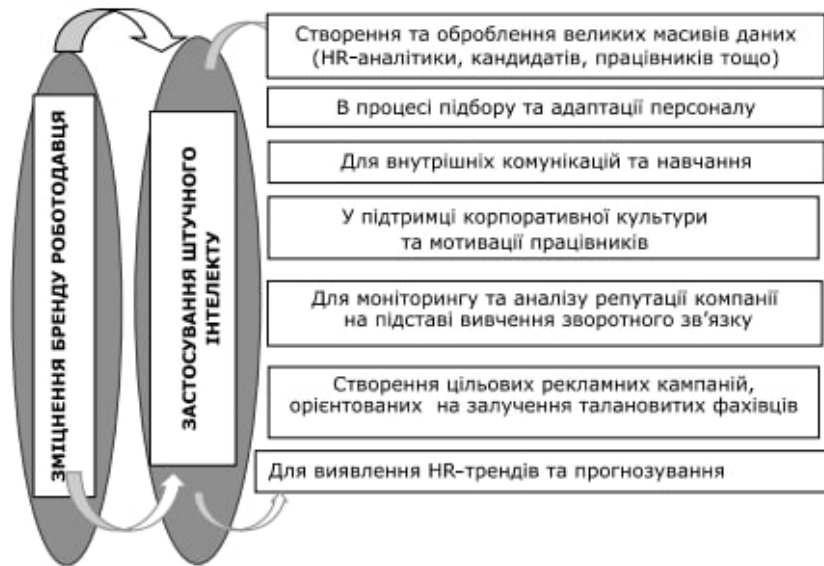 ЗМІЦНЕННЯ БРЕНДУ РОБОТОДАВЦЯ
ЗАСТОСУВАННЯ ШТУЧНОГО
ІНТЕЛЕКТУ
Створення та оброблення великих масивів даних
(HR-аналітики, кандидатів, працівників тощо)
В процесі підбору та адаптації персоналу
Для внутрішніх комунікацій та навчання
У підтримці корпоративної культури
та мотивації працівників
Для моніторингу та аналізу репутації компанії
на підставі вивчення зворотного зв’язку
Створення цільових рекламних кампаній,
орієнтованих на залучення талановитих фахівців
Для виявлення HR-трендів та прогнозування